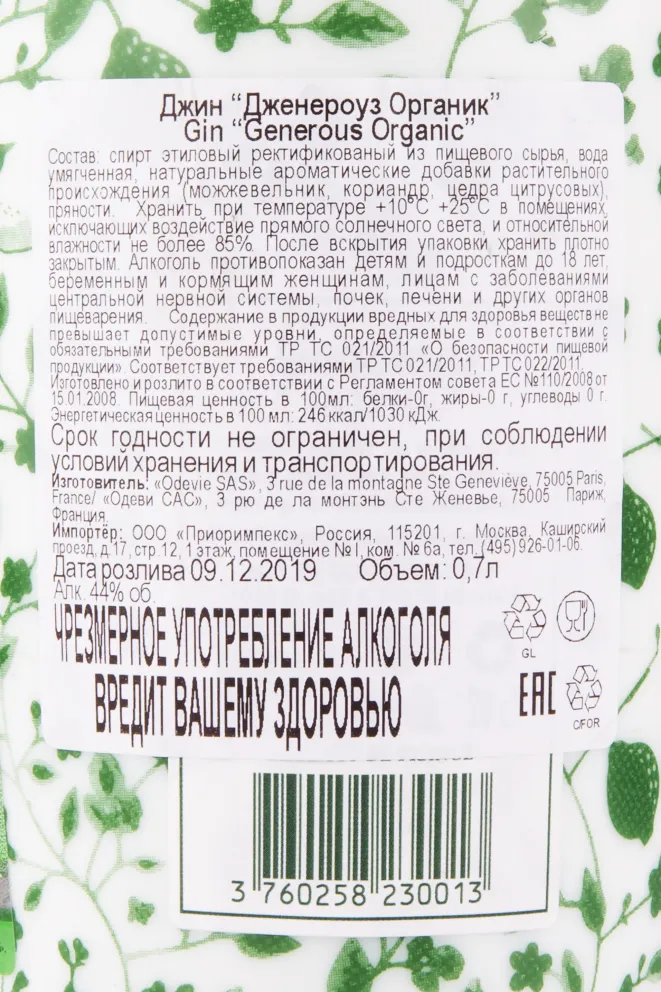 Джин “Дженероуз Органик”
Gin “Generous Organic”
Состав: спирт этиловый ректификованый из пищевого сырья, вода
умягченная, натуральные ароматические добавки растительного
происхождения (можжевельник, кориандр, цедра цитрусовых),
пряности. Хранить при температуре +10°С +25°С в помещениях,
исключающих воздействие прямого солнечного света, и относительной
влажности не более 85%. После вскрытия упаковки хранить плотно
закрытым. Алкоголь противопоказан детям и подросткам до 18 лет,
беременным и кормящим женщинам, лицам с заболеваниями
центральной нервной системы, почек, печени и других органов
пищеварения. Содержание в продукции вредных для здоровья веществ не
превышает допустимые уровни, определяемые в соответствии с
обязательными требованиями ТР ТС 021/2011 «О безопасности пищевой
продукции». Соответствует требованиями ТР ТС 021/2011, ТР ТС 022/2011.
Изготовлено и розлито в соответствии с Регламентом совета ЕС №110/2008 от
15.01.2008. Пищевая ценность в 100мл: белки-0г, жиры-0 г, углеводы 0 г.
Энергетическая ценность в 100 мл: 246 ккал/1030 кДж.
Срок годности не ограничен, при соблюдении
условий хранения и транспортирования.
Изготовитель: «Odevie SAS», 3 rue de la montagne Ste Geneviève, 75005 Paris,
France/ «Одеви САС», 3 рю де ла монтэнь Сте Женевье, 75005 Париж,
Франция.
Импортёр: ООО «Приоримпекс», Россия, 115201, г. Москва, Каширский
проезд, д.17, стр.12, 1 этаж, помещение № I, ком. № 6а, тел. (495) 926-01-06.
Дата розлива 09.12.2019 Объем: 0,7л
Алк. 44% об.
ЧРЕЗМЕРНОЕ УПОТРЕБЛЕНИЕ АЛКОГОЛЯ
ВРЕДИТ ВАШЕМУ ЗДОРОВЬЮ
GL
EAC
C/FOR
3 760258 230013